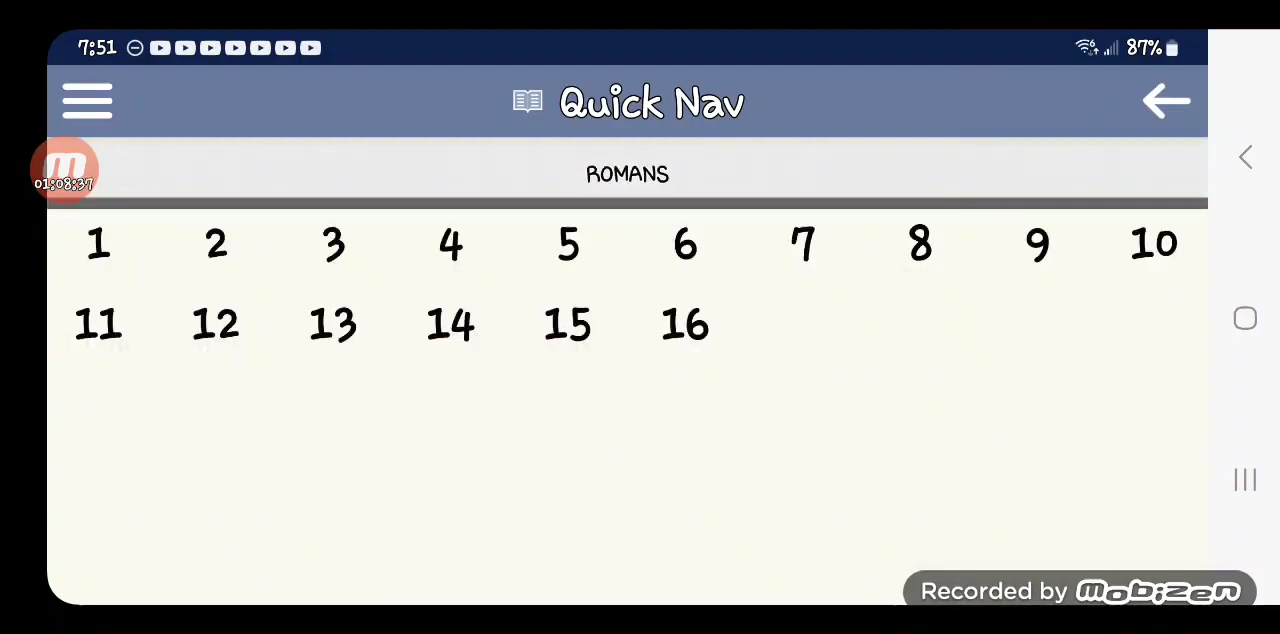 7:51 87%
Quick Nav
ROMANS
01:08:37
1 2 3 4 5 6 7 8 9 10
11 12 13 14 15 16
Recorded by mobizen